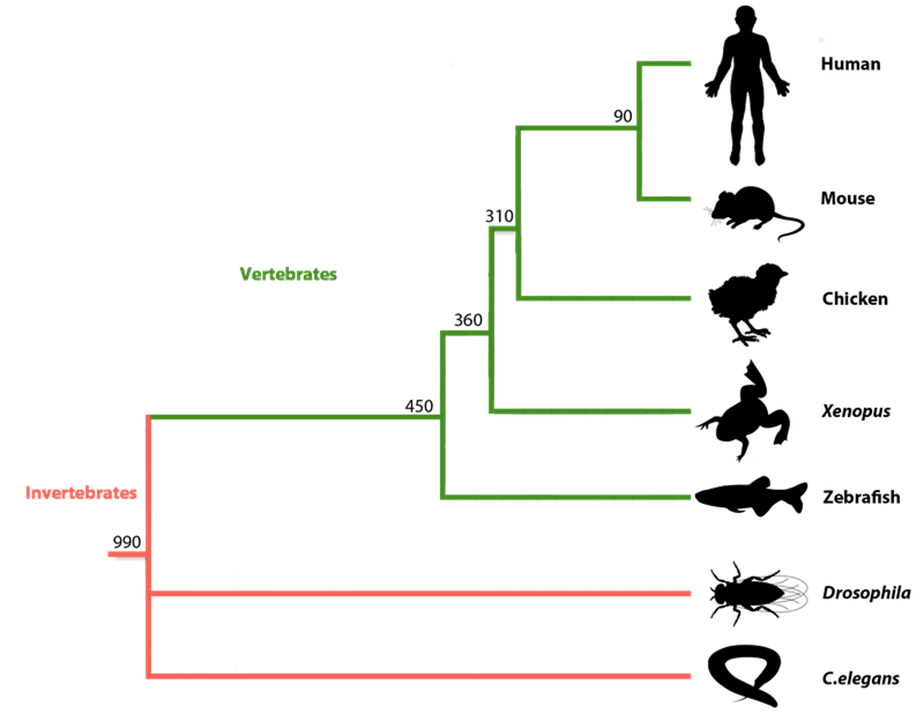 Human
90
Mouse
310
Vertebrates
Chicken
360
450
Xenopus
Invertebrates
Zebrafish
990
Drosophila
C.elegans